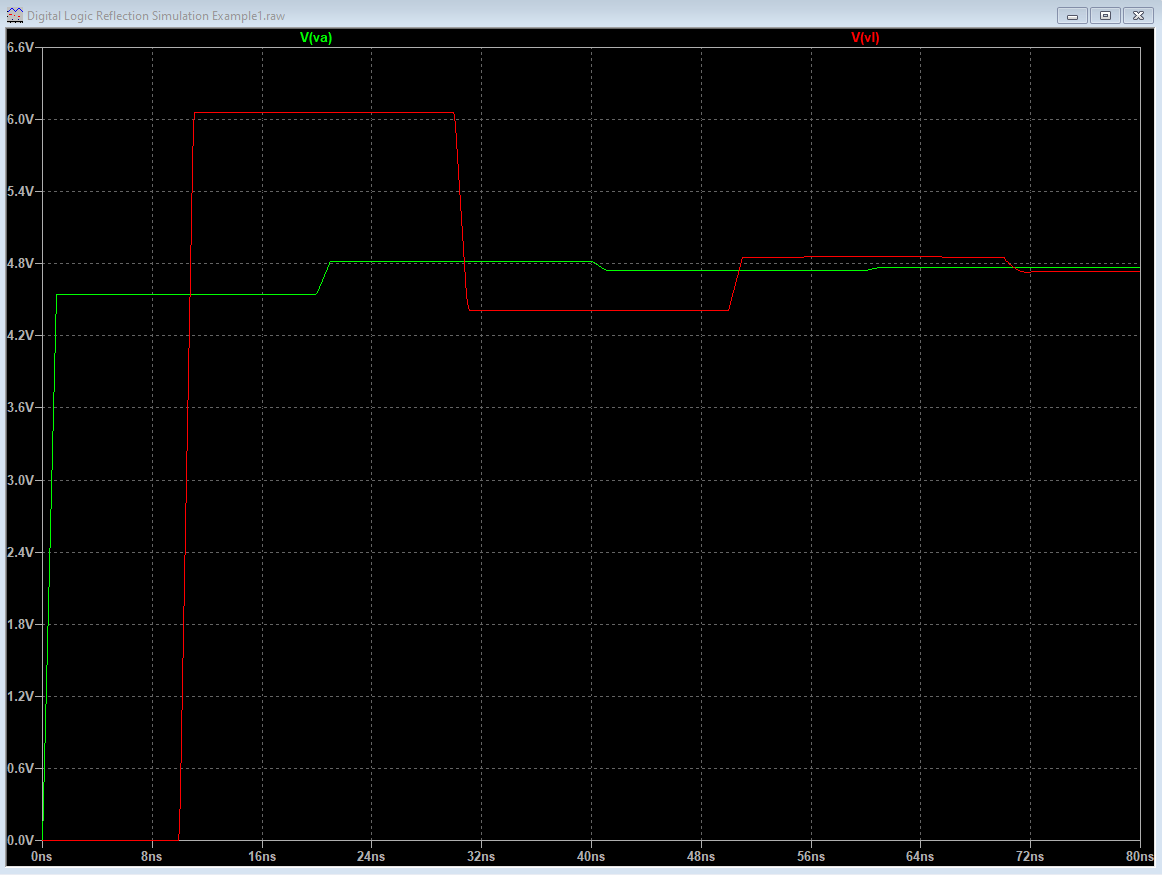 Digital Logic Reflection Simulation Example1.raw
V(va) V(vl)
6.6V
6.0V
5.4V
4.8V
4.2V
3.6V
3.0V
2.4V
1.8V
1.2V
0.6V
0.0V
0ns 8ns 16ns 24ns 32ns 40ns 48ns 56ns 64ns 72ns 80ns